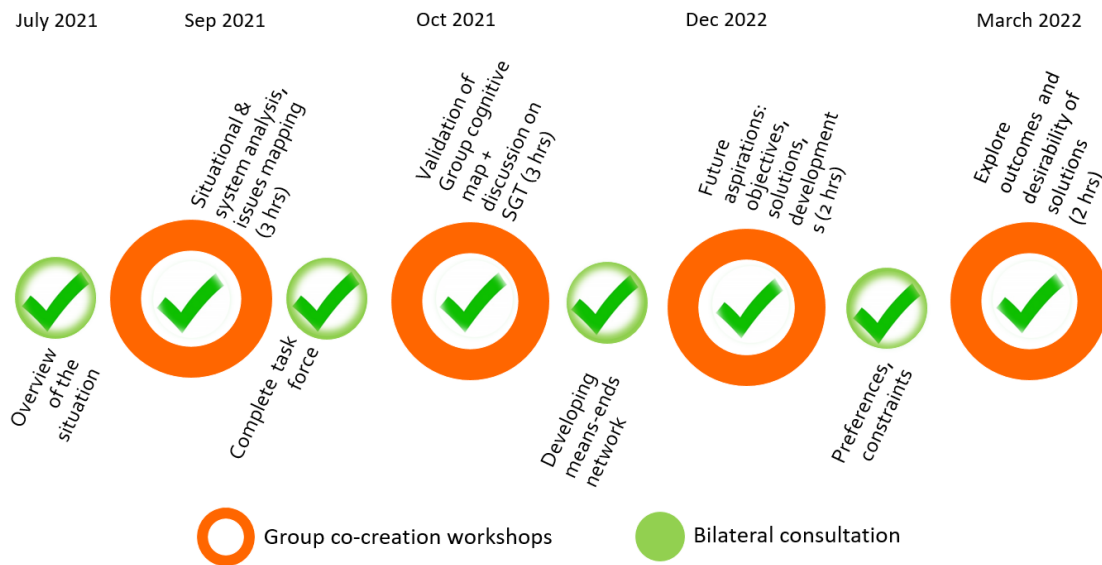 July 2021
Sep 2021
Oct 2021
Dec 2022
March 2022
Situational &
system analysis,
issues mapping
(3 hrs)
Validation of
Group cognitive
map +
discussion on
SGT (3 hrs)
Future
aspirations:
objectives,
solutions,
development
s (2 hrs)
Explore
outcomes and
desirability of
solutions
(2 hrs)
Overview
of the
situation
Complete task
force
Developing
means-ends
network
Preferences,
constraints
Group co-creation workshops
Bilateral consultation